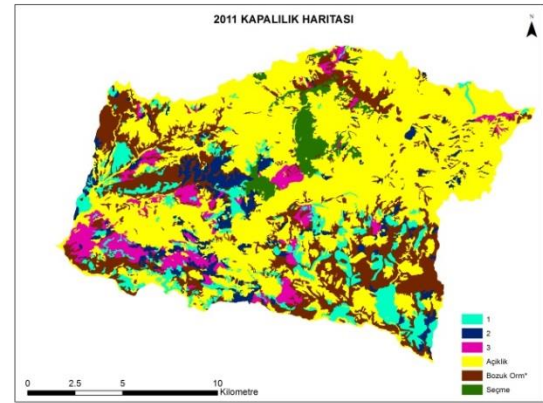 2011 KAPALILIK HARITASI
N
1
2
3
Açiklik
Bozuk Orm*
Seçme
0 2.5 5 10
Kilometre